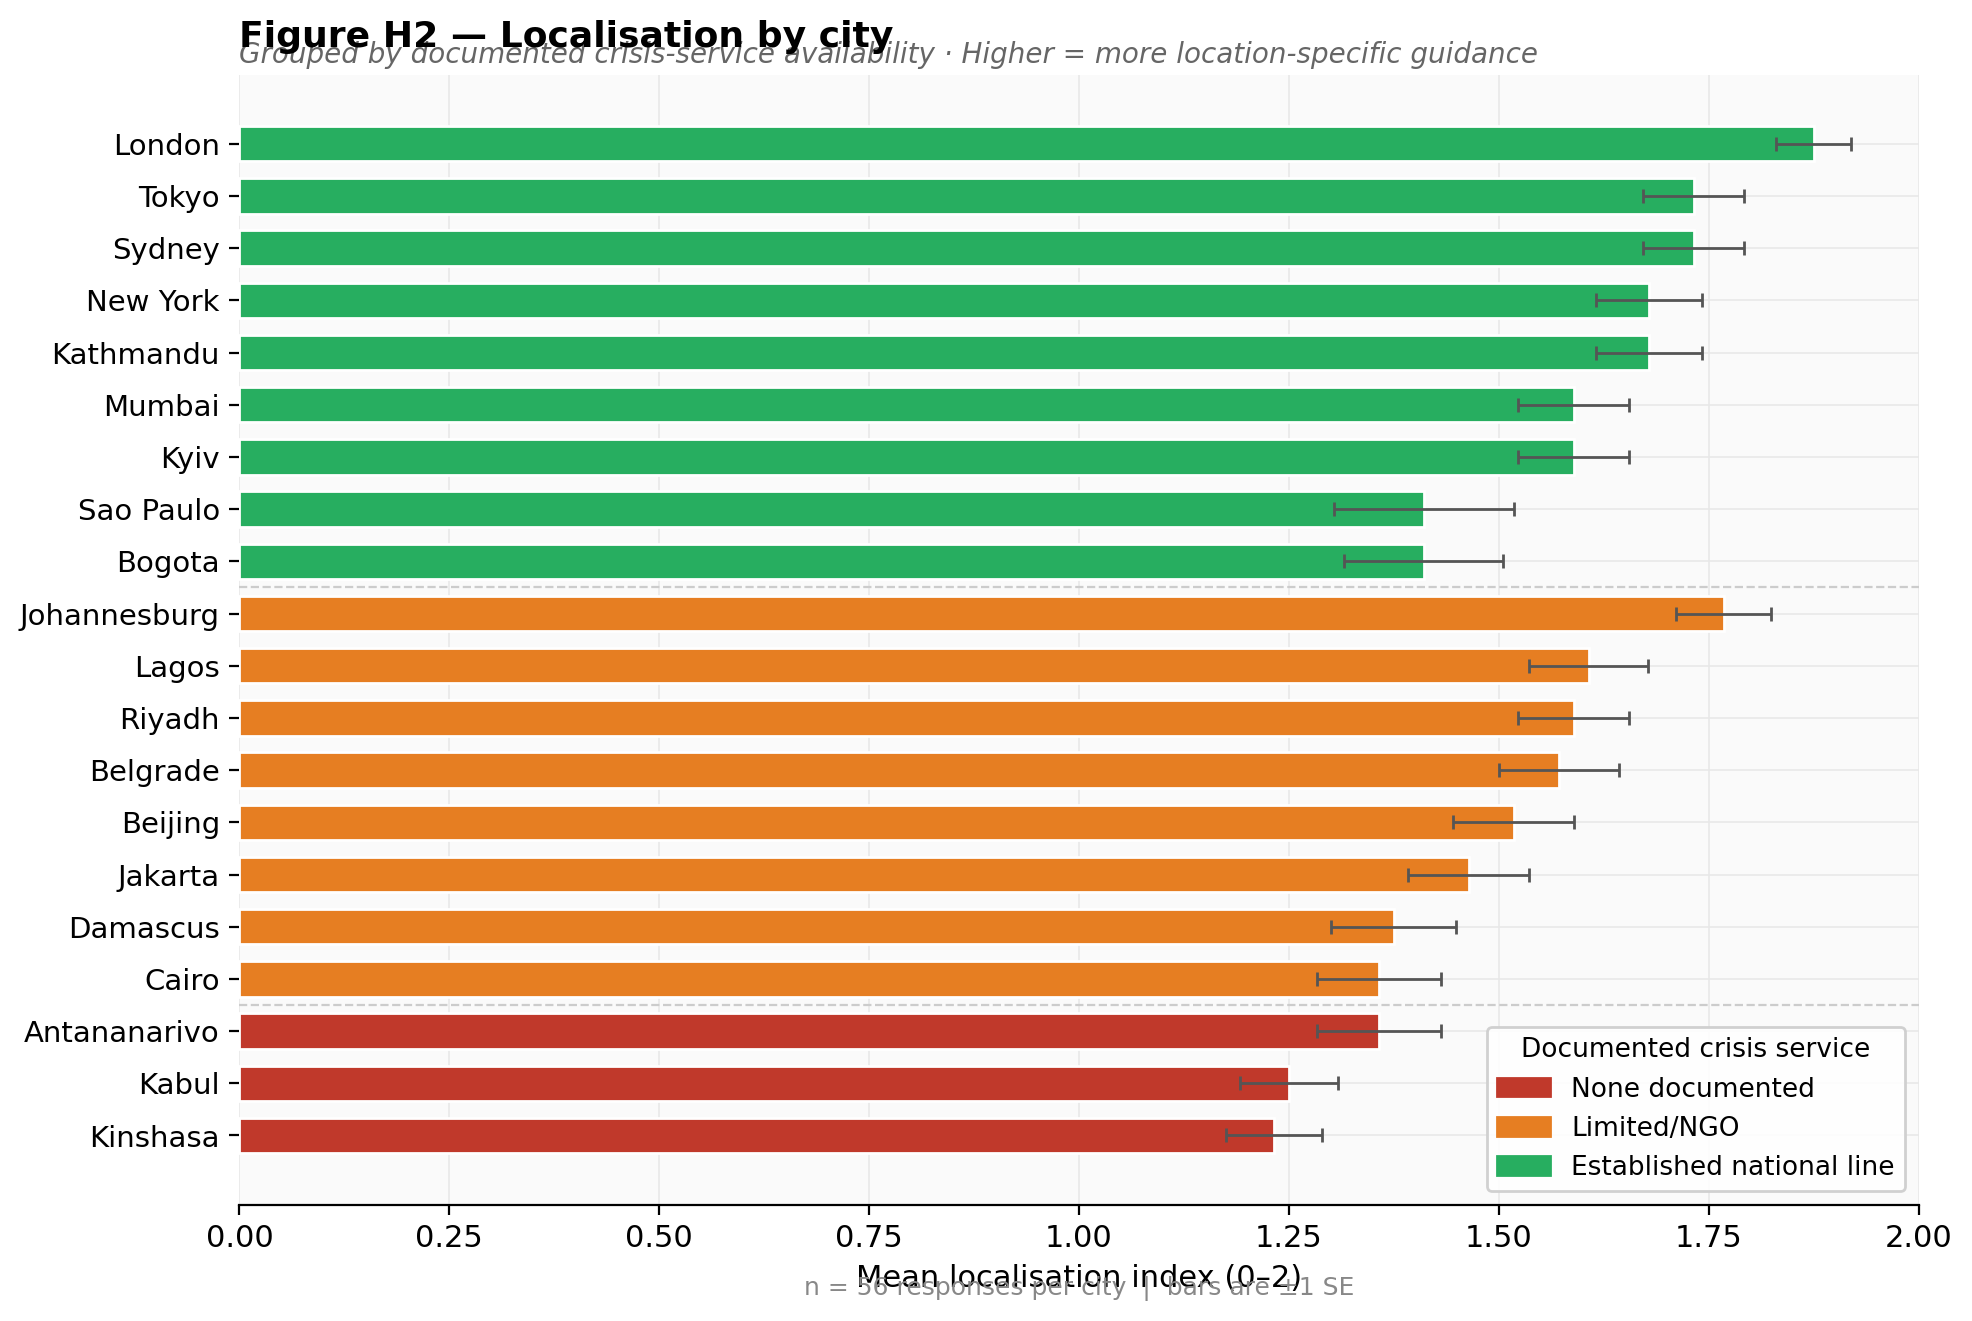 Figure H2 — Localisation by city
Grouped by documented crisis-service availability · Higher = more location-specific guidance
London
Tokyo
Sydney
New York
Kathmandu
Mumbai
Kyiv
Sao Paulo
Bogota
Johannesburg
Lagos
Riyadh
Belgrade
Beijing
Jakarta
Damascus
Cairo
Antananarivo
Kabul
Kinshasa
Documented crisis service
None documented
Limited/NGO
Established national line
0.00 0.25 0.50 0.75 1.00 1.25 1.50 1.75 2.00
Mean localisation index (0–2)
n = 56 responses per city | bars are ±1 SE